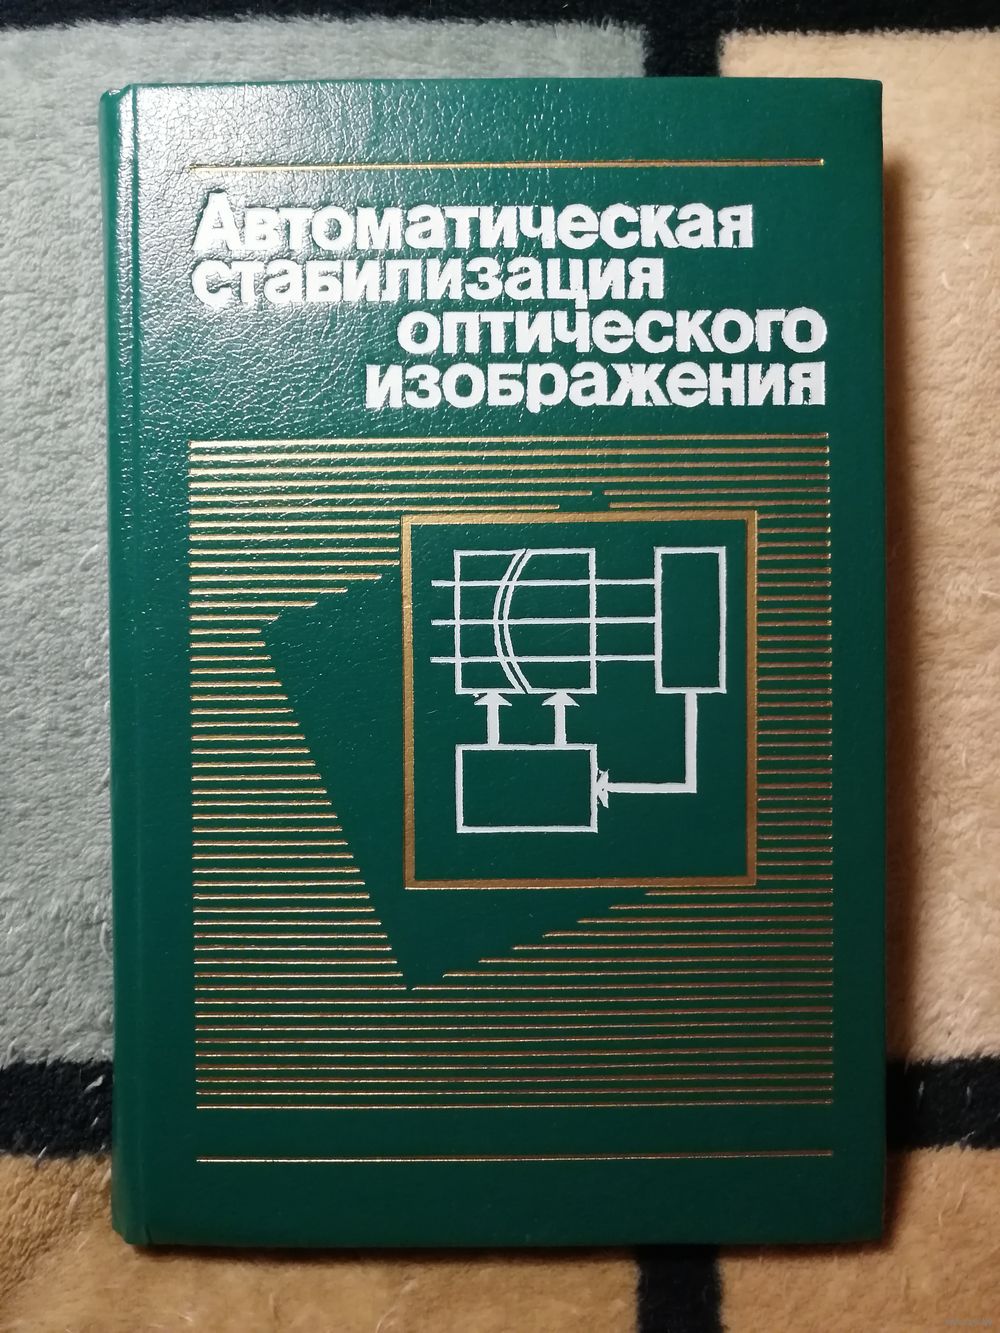 Автоматическая
стабилизация
оптического
изображения